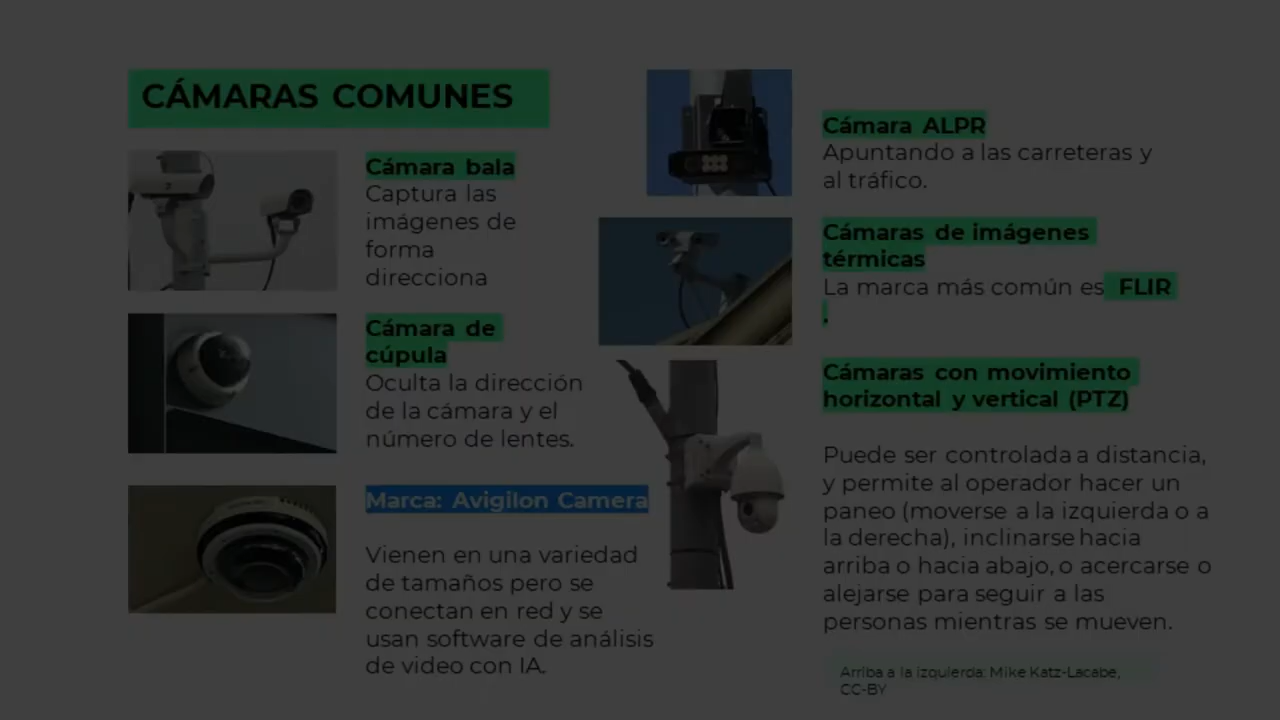 CÁMARAS COMUNES
Cámara bala
Captura las
imágenes de
forma
direcciona
Cámara de
cúpula
Oculta la dirección
de la cámara y el
número de lentes.
Marca: Avigilon Camera
Vienen en una variedad
de tamaños pero se
conectan en red y se
usan software de análisis
de video con IA.
Cámara ALPR
Apuntando a las carreteras y
al tráfico.
Cámaras de imágenes
térmicas
La marca más común es FLIR
.
Cámaras con movimiento
horizontal y vertical (PTZ)
Puede ser controlada a distancia,
y permite al operador hacer un
paneo (moverse a la izquierda o a
la derecha), inclinarse hacia
arriba o hacia abajo, o acercarse o
alejarse para seguir a las
personas mientras se mueven.
Arriba a la izquierda: Mike Katz-Lacabe,
CC-BY